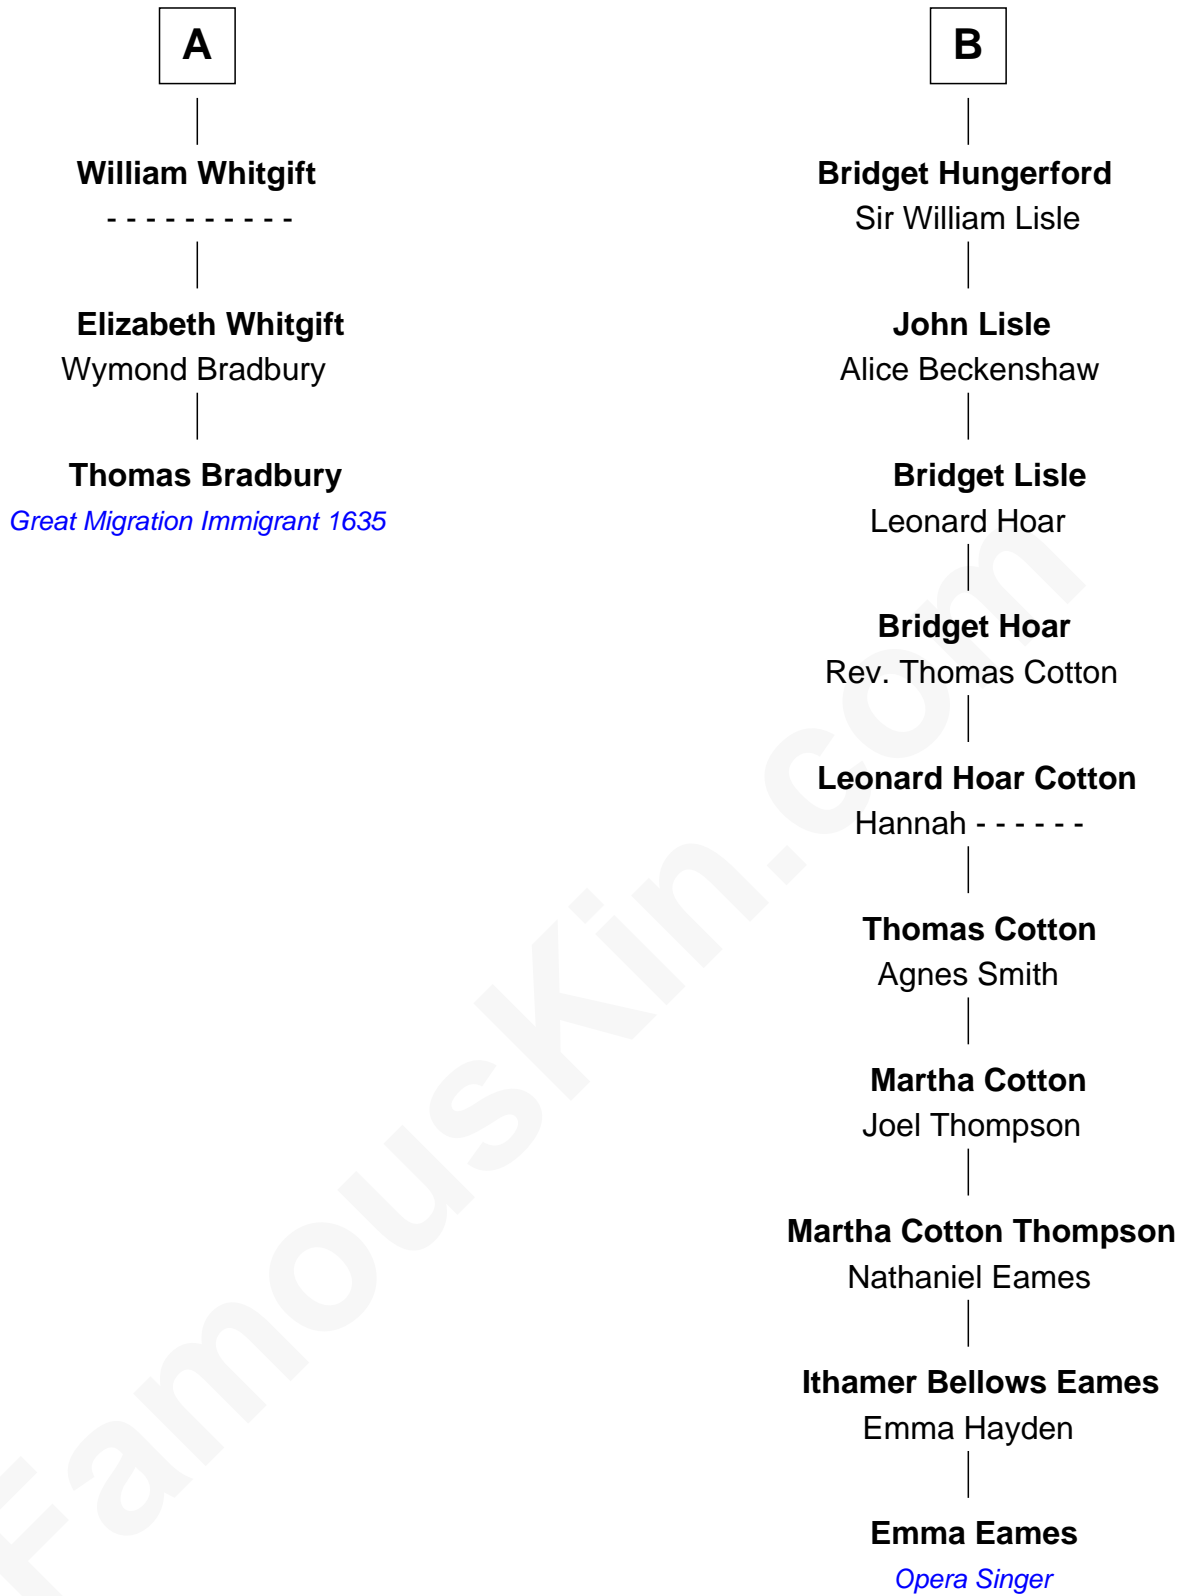 A
William Whitgift
- - - - - - - - - -
Elizabeth Whitgift
Wymond Bradbury
Thomas Bradbury
Great Migration Immigrant 1635
B
Bridget Hungerford
Sir William Lisle
John Lisle
Alice Beckenshaw
Bridget Lisle
Leonard Hoar
Bridget Hoar
Rev. Thomas Cotton
Leonard Hoar Cotton
Hannah - - - - - -
Thomas Cotton
Agnes Smith
Martha Cotton
Joel Thompson
Martha Cotton Thompson
Nathaniel Eames
Ithamer Bellows Eames
Emma Hayden
Emma Eames
Opera Singer
FamousKin.com